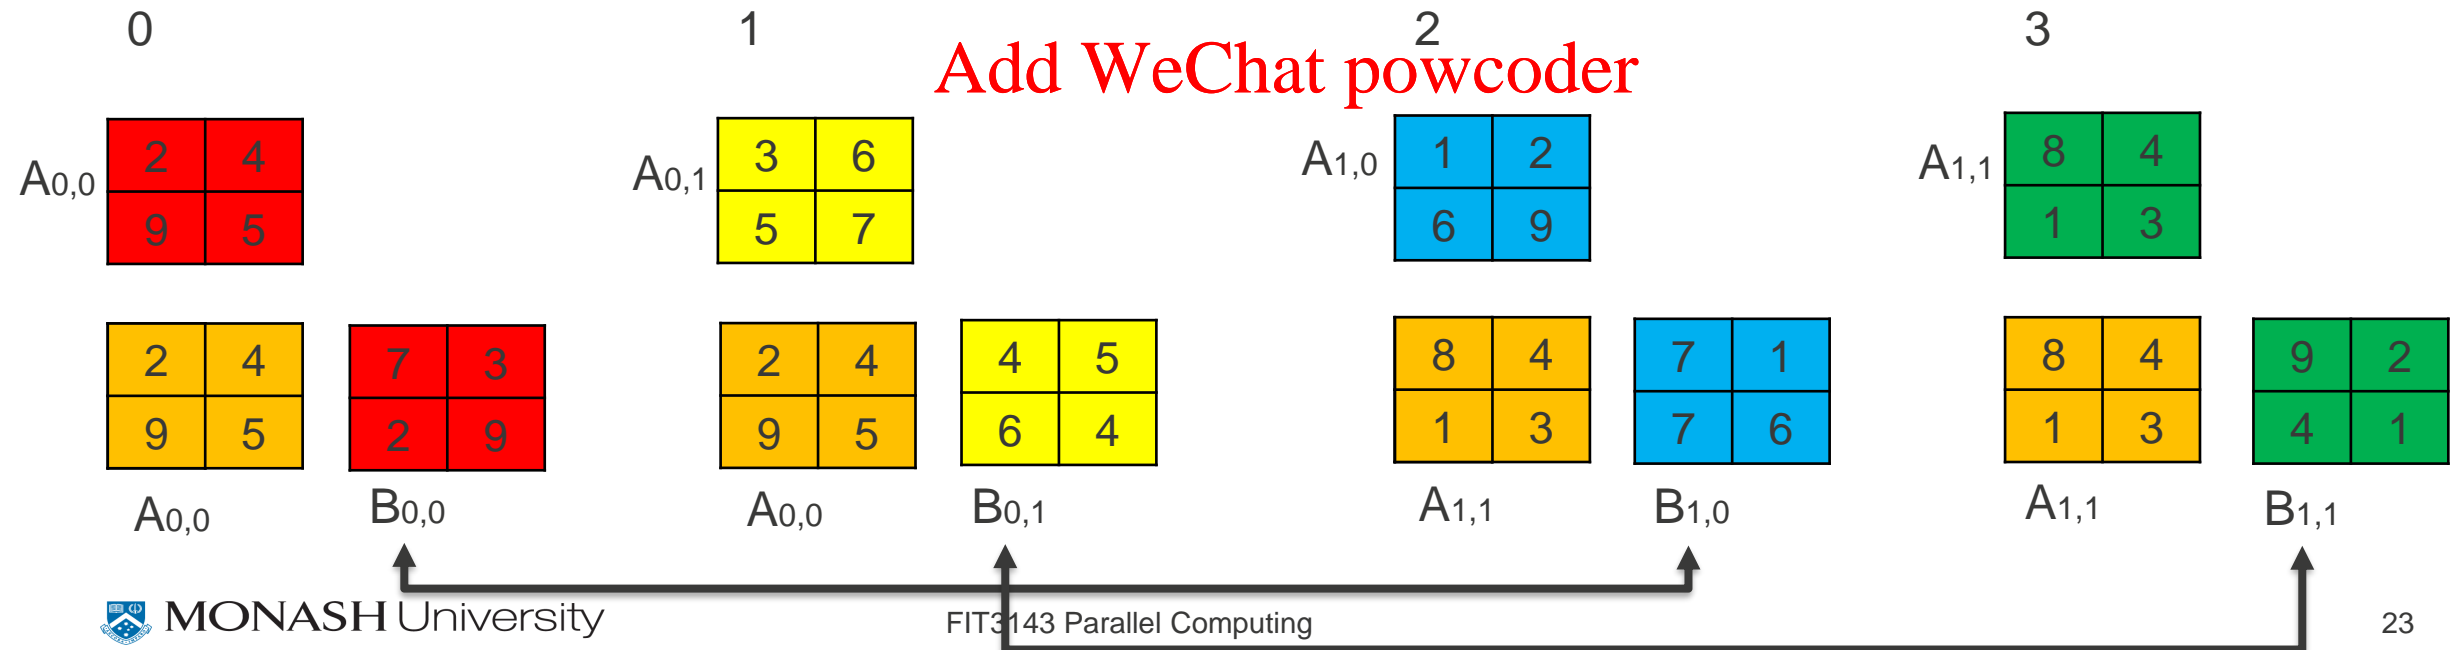 0 1 2 3
Add WeChat powcoder
A0,0 2 4 A0,1 3 6 A1,0 1 2 A1,1 8 4
9 5 5 7 6 9 1 3
2 4 7 3 2 4 4 5 8 4 7 1 8 4 9 2
9 5 2 9 9 5 6 4 1 3 7 6 1 3 4 1
A0,0 B0,0 A0,0 B0,1 A1,1 B1,0 A1,1 B1,1
MONASH University FIT3143 Parallel Computing 23